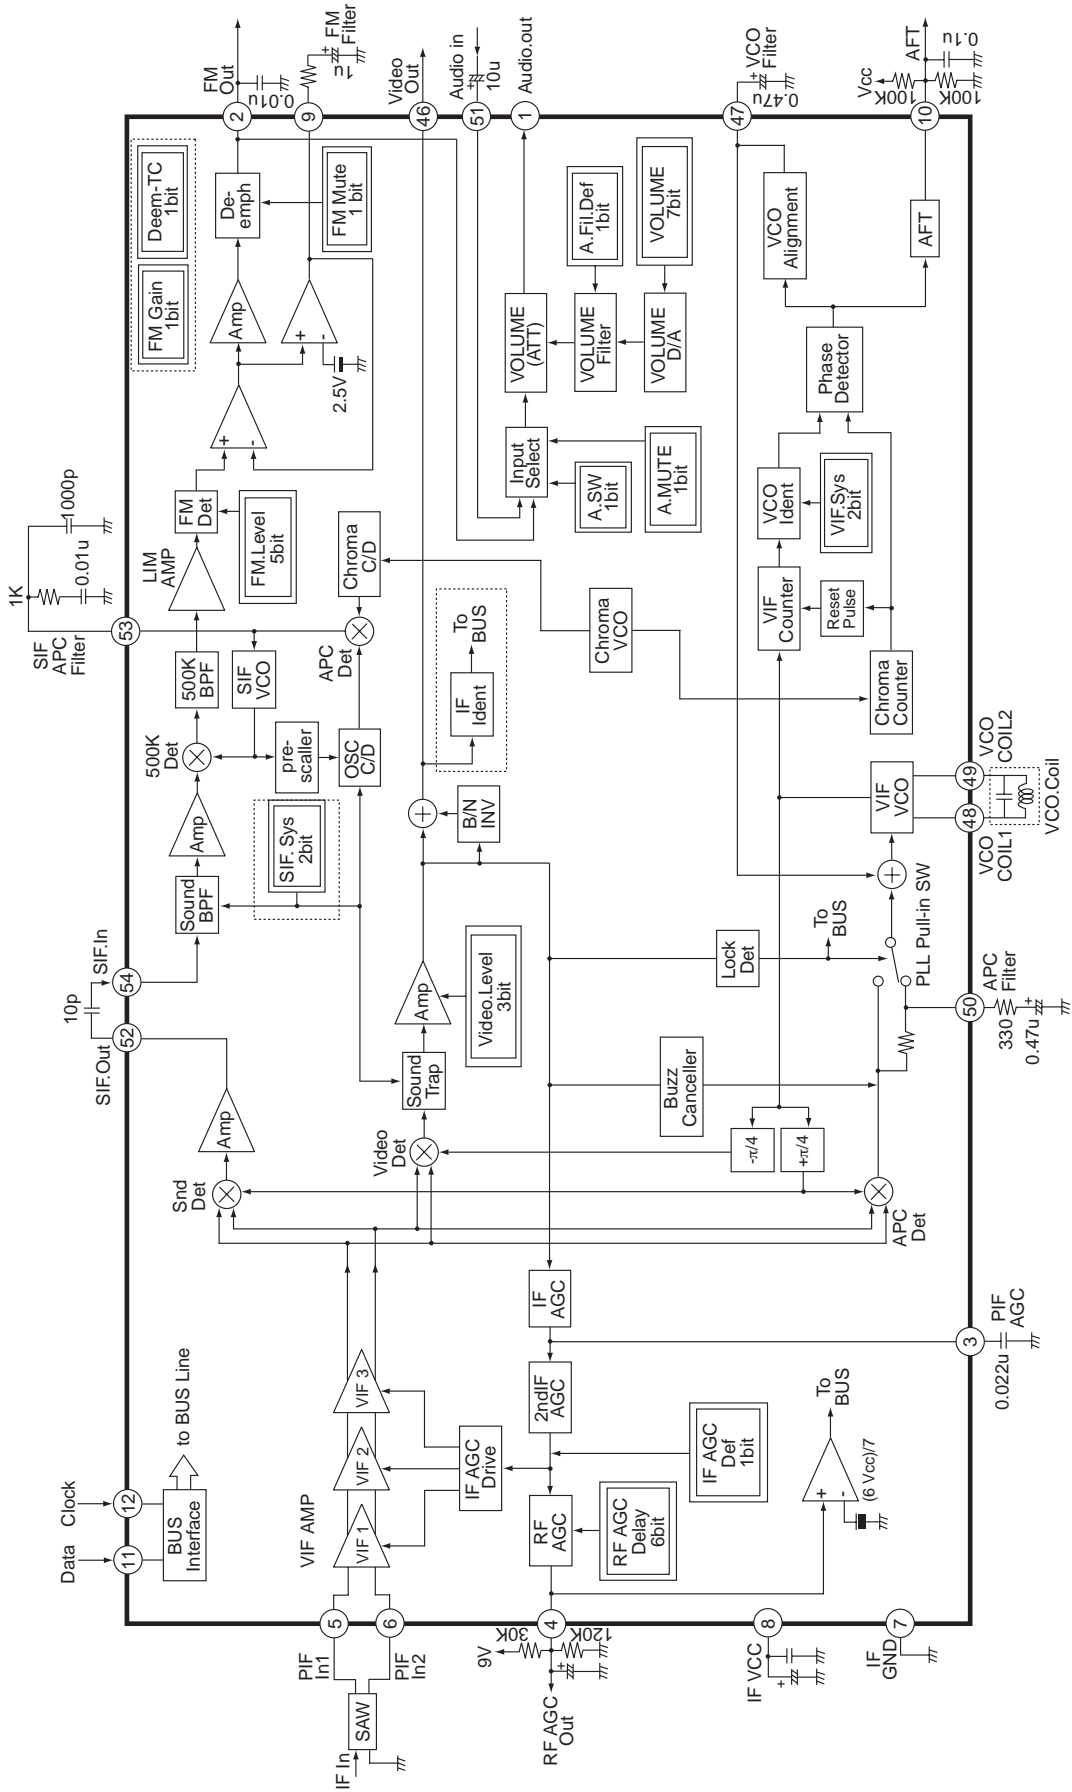 Data
Clock
11
12
BUS
Interface
to BUS Line
SIF.Out
52
10p
SIF.In
54
SIF
APC
Filter
53
1K
0.01u
1000p
Snd
Det
Amp
Sound
BPF
Amp
500K
Det
500K
BPF
LIM
AMP
FM
Det
+
-
Amp
De-
emph
FM Gain
1bit
Deem-TC
1bit
2
FM
Out
0.01u
SIF. Sys
2bit
pre-
scaller
SIF
VCO
FM.Level
5bit
+
-
2.5V
FM Mute
1 bit
9
1u
+
FM
Filter
OSC
C/D
APC
Det
Chroma
C/D
IF In
SAW
PIF
In1
5
PIF
In2
6
VIF AMP
VIF 1
VIF 2
VIF 3
Video
Det
Sound
Trap
Amp
Video.Level
3bit
B/N
INV
IF
Ident
To
BUS
46
Video
Out
IF AGC
Drive
51
Audio in
+
10u
9V
30K
120K
+
RF AGC
Out
4
RF
AGC
2ndIF
AGC
IF
AGC
RF AGC
Delay
6bit
IF AGC
Def
1bit
Input
Select
A.SW
1bit
A.MUTE
1bit
VOLUME
(ATT)
VOLUME
Filter
VOLUME
D/A
A.Fil.Def
1bit
VOLUME
7bit
1
Audio.out
Chroma
VCO
Buzz
Canceller
Lock
Det
To
BUS
-π/4
+π/4
IF VCC
8
+
+
-
(6 Vcc)/7
To
BUS
VIF
Counter
VCO
Ident
VIF.Sys
2bit
Reset
Pulse
Phase
Detector
VCO
Alignment
47
0.47u
+
VCO
Filter
IF
GND
7
APC
Det
PLL Pull-in SW
VIF
VCO
Chroma
Counter
AFT
10
Vcc
100K
100K
AFT
0.1u
3
0.022u
PIF
AGC
50
APC
Filter
330
0.47u
+
48
VCO
COIL1
49
VCO
COIL2
VCO.Coil